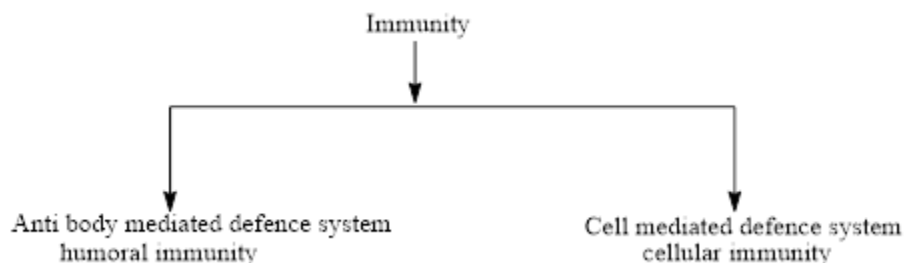 Immunity
Anti body mediated defence system
humoral immunity
Cell mediated defence system
cellular immunity